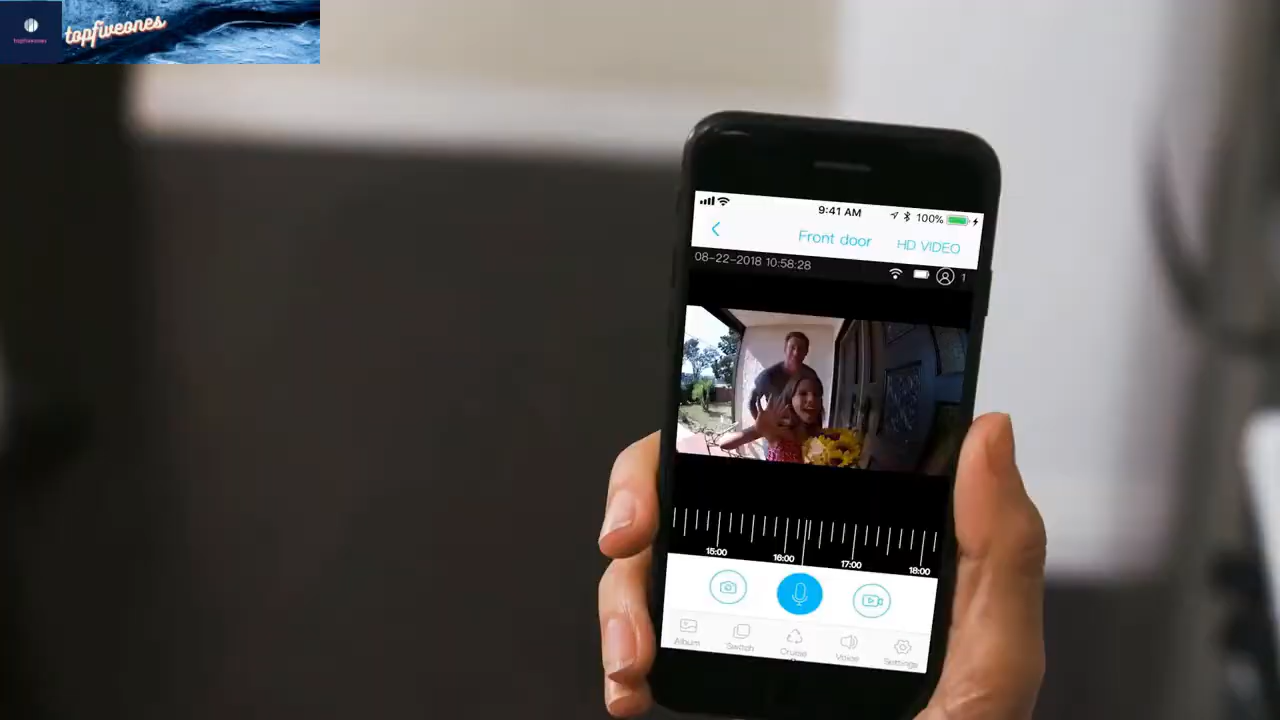 topfiveones
topfiveones
9:41 AM
100%
Front door
HD VIDEO
08-22-2018 10:58:28
1
15:00
16:00
17:00
18:00
Album
Switch
Cruise
Voice
Settings